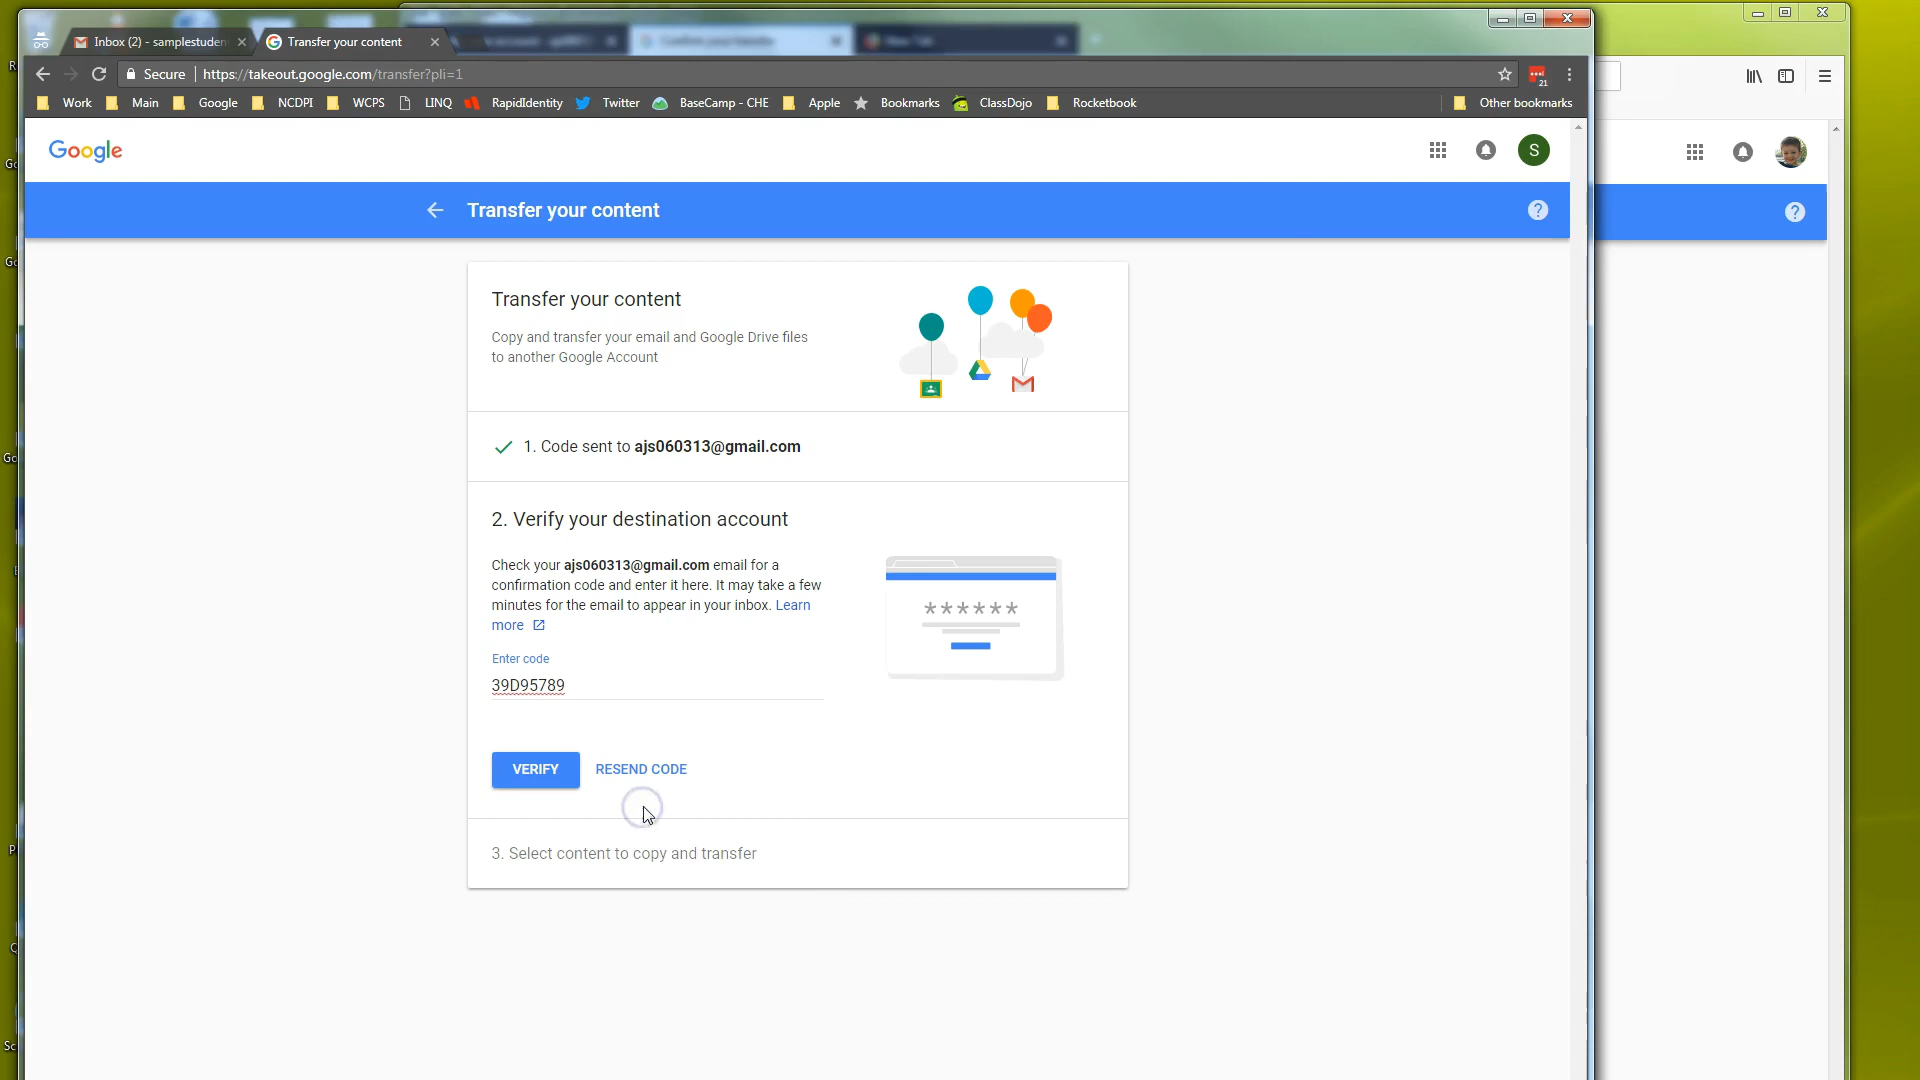 Inbox (2) - samplestuden
Transfer your content
Secure
https://takeout.google.com/transfer?pli=1
21
Work
Main
Google
NCDPI
WCPS
LINQ
RapidIdentity
Twitter
BaseCamp - CHE
Apple
Bookmarks
ClassDojo
Rocketbook
Other bookmarks
Google
S
Transfer your content
?
?
Transfer your content
Copy and transfer your email and Google Drive files
to another Google Account
1. Code sent to ajs060313@gmail.com
2. Verify your destination account
Check your ajs060313@gmail.com email for a
confirmation code and enter it here. It may take a few
minutes for the email to appear in your inbox. Learn
more
******
Enter code
39D95789
VERIFY
RESEND CODE
3. Select content to copy and transfer